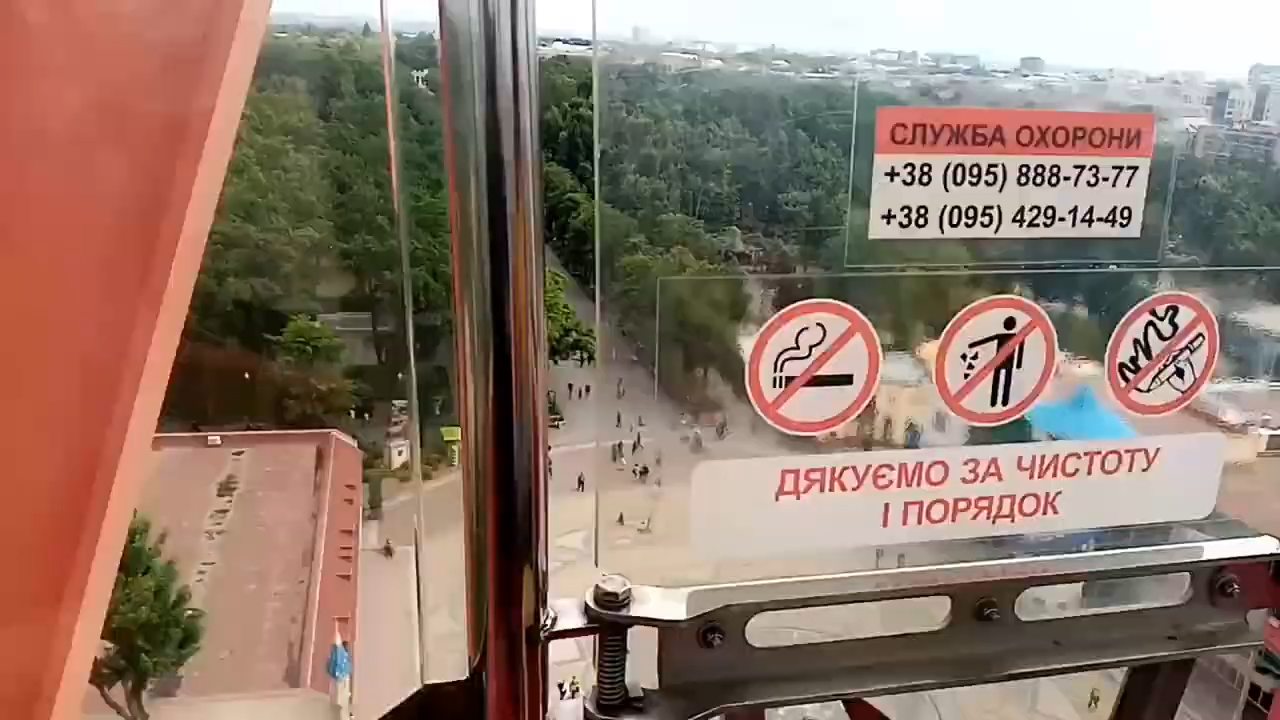 СЛУЖБА ОХОРОНИ
+38 (095) 888-73-77
+38 (095) 429-14-49
ДЯКУЄМО ЗА ЧИСТОТУ
І ПОРЯДОК